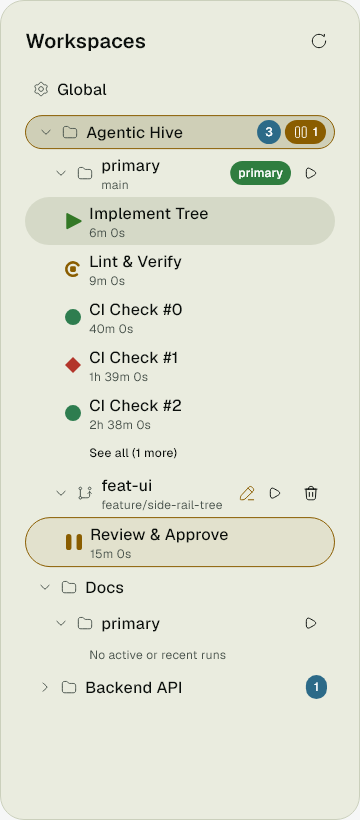 Workspaces
Global
Agentic Hive 3 1
primary primary
main
Implement Tree
6m 0s
Lint & Verify
9m 0s
CI Check #0
40m 0s
CI Check #1
1h 39m 0s
CI Check #2
2h 38m 0s
See all (1 more)
feat-ui
feature/side-rail-tree
Review & Approve
15m 0s
Docs
primary
No active or recent runs
Backend API 1